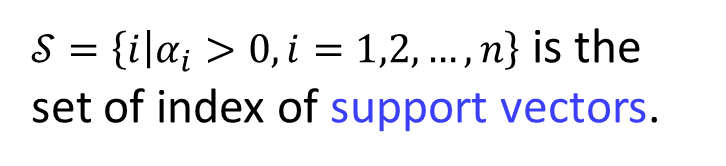 𝒮 = {i|αᵢ > 0, i = 1,2, … , n} is the
set of index of support vectors.